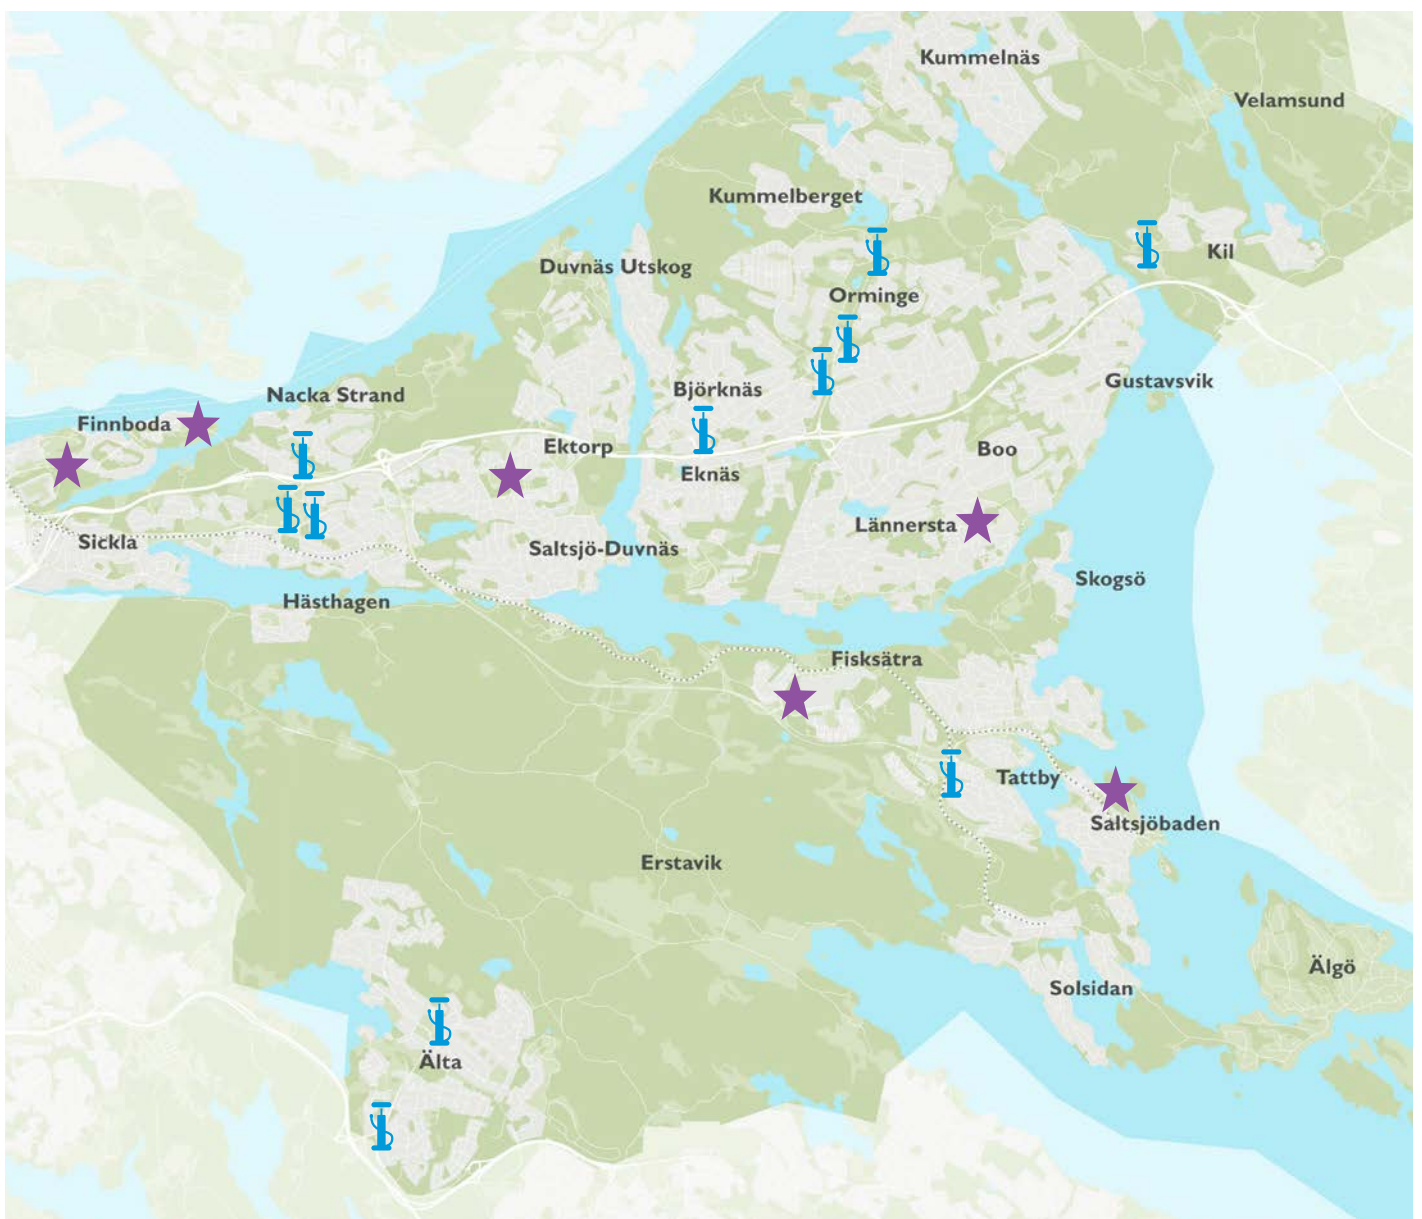 Kummelnäs
Velamsund
Kummelberget
Kil
Duvnäs Utskog
Orminge
Gustavsvik
Björknäs
Nacka Strand
Finnboda
Ektorp
Boo
Eknäs
Lännersta
Sickla
Saltsjö-Duvnäs
Skogsö
Hästhagen
Fisksätra
Tattby
Saltsjöbaden
Erstavik
Älgö
Solsidan
Älta